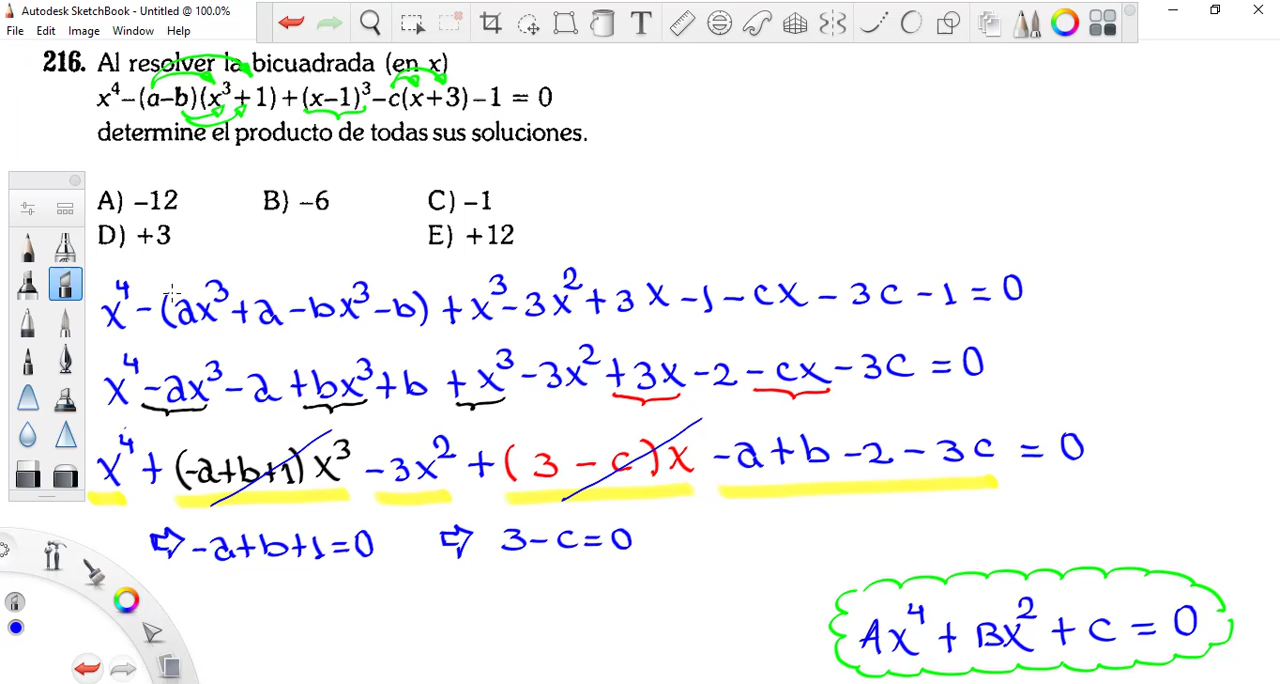 Autodesk SketchBook - Untitled @ 100.0%
File Edit Image Window Help
216. Al resolver la bicuadrada (en x)
x⁴–(a–b)(x³+1)+(x–1)³–c(x+3)–1 = 0
determine el producto de todas sus soluciones.
A) –12 B) –6 C) –1
D) +3 E) +12
x⁴ – (ax³ + a – bx³ – b) + x³ – 3x² + 3x – 1 – cx – 3c – 1 = 0
x⁴ – ax³ – a + bx³ + b + x³ – 3x² + 3x – 2 – cx – 3c = 0
x⁴ + (–a+b+1)x³ – 3x² + (3 – c)x – a + b – 2 – 3c = 0
⇨ –a+b+1=0 ⇨ 3–c=0
Ax⁴ + Bx² + C = 0